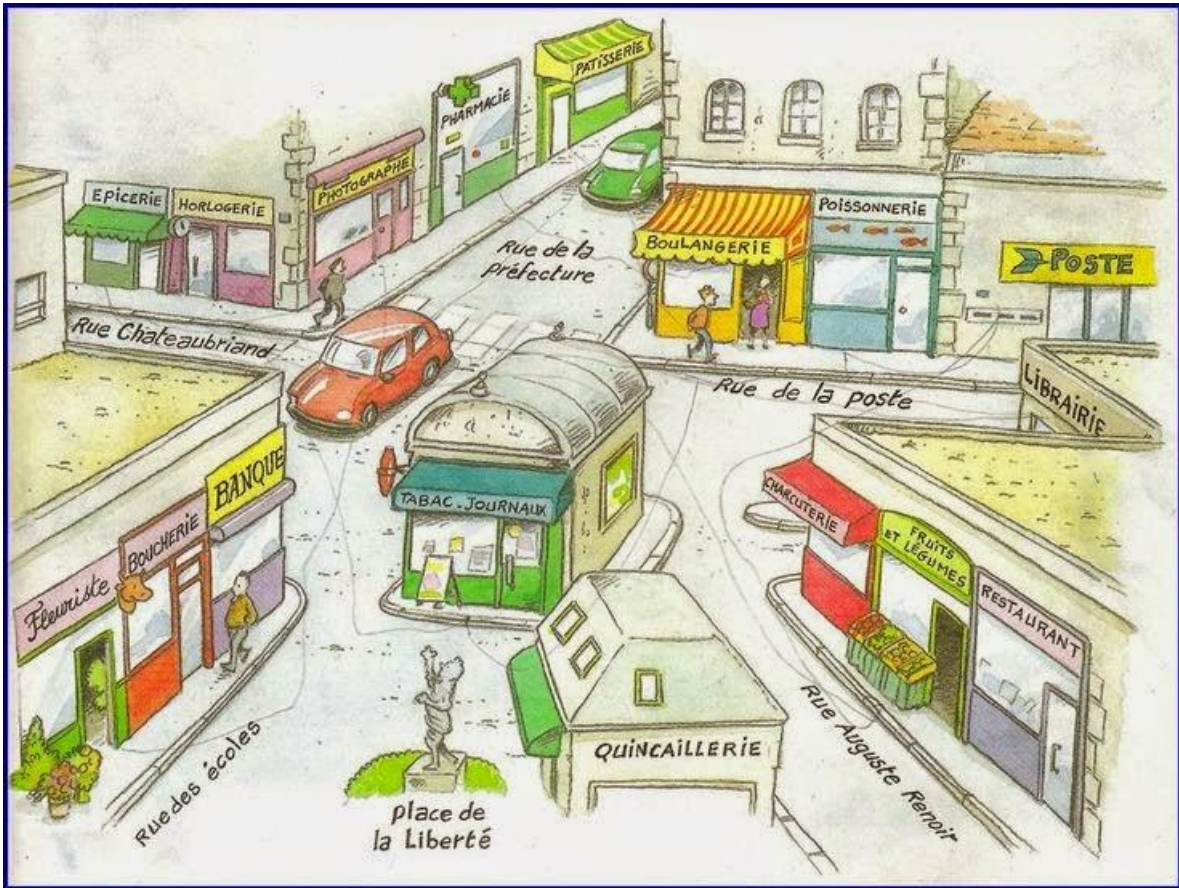 PATISSERIE
PHARMACIE
PHOTOGRAPHE
EPICERIE
HORLOGERIE
POISSONNERIE
BOULANGERIE
POSTE
Rue de la
préfecture
Rue Chateaubriand
Rue de la poste
LIBRAIRIE
BANQUE
BOUCHERIE
Fleuriste
TABAC.JOURNAUX
CHARCUTERIE
FRUITS
ET LÉGUMES
RESTAURANT
Rue des écoles
QUINCAILLERIE
Rue Auguste Renoir
place de
la Liberté